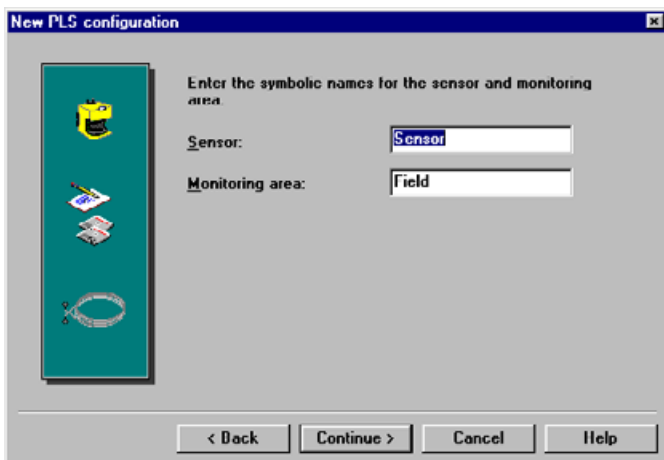 New PLS configuration
Enter the symbolic names for the sensor and monitoring
area.
Sensor: Sensor
Monitoring area: Field
< Back Continue > Cancel Help